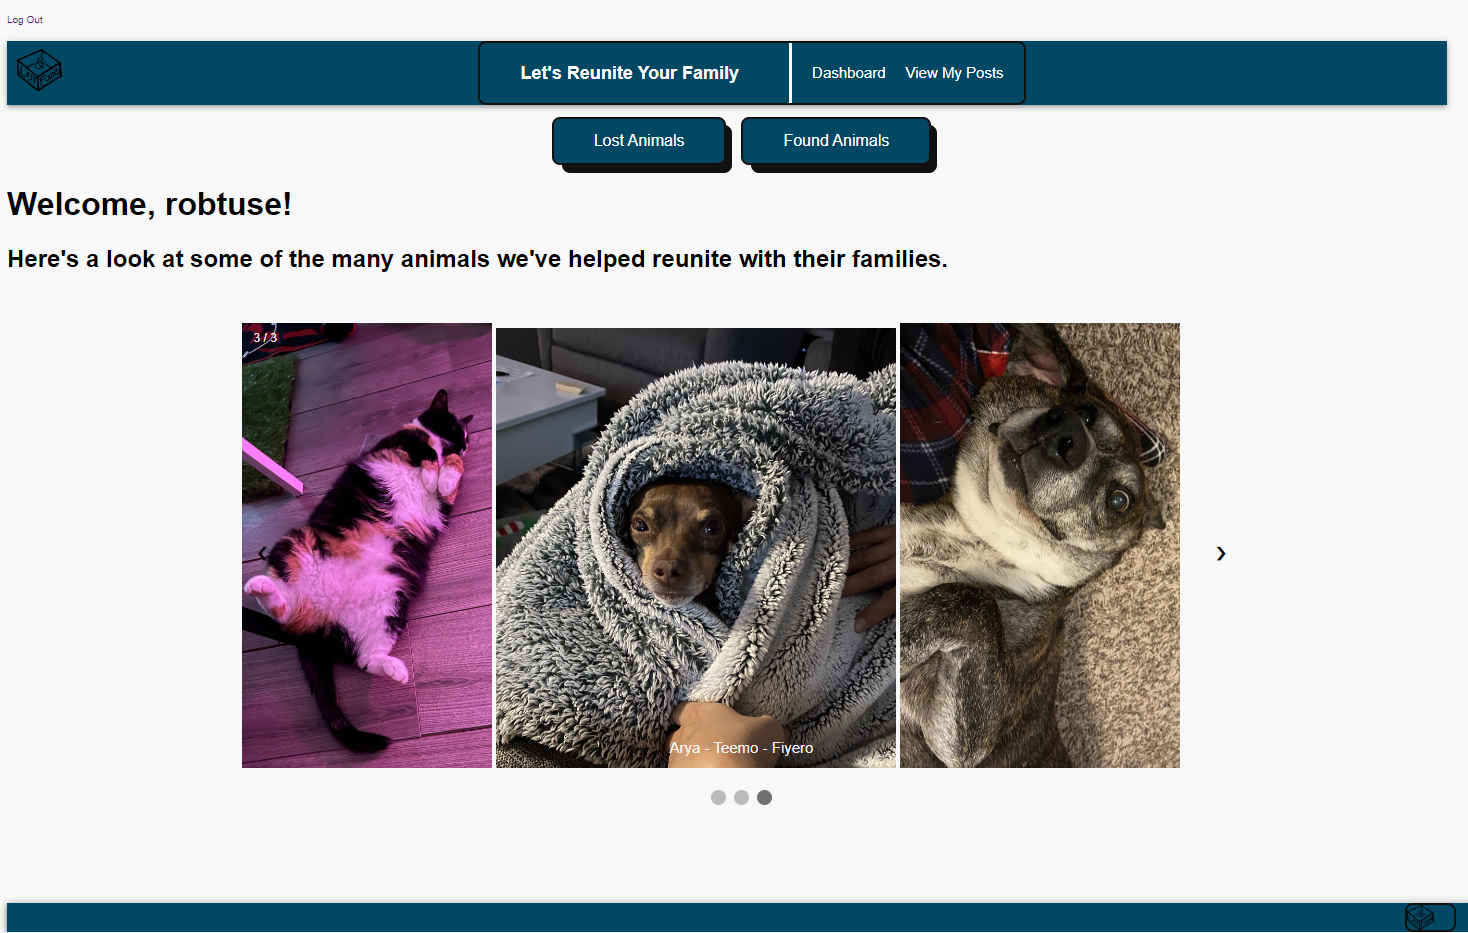 Log Out
Let's Reunite Your Family
Dashboard
View My Posts
Lost Animals
Found Animals
Welcome, robtuse!
Here's a look at some of the many animals we've helped reunite with their families.
3 / 3
❮
❯
Arya - Teemo - Fiyero